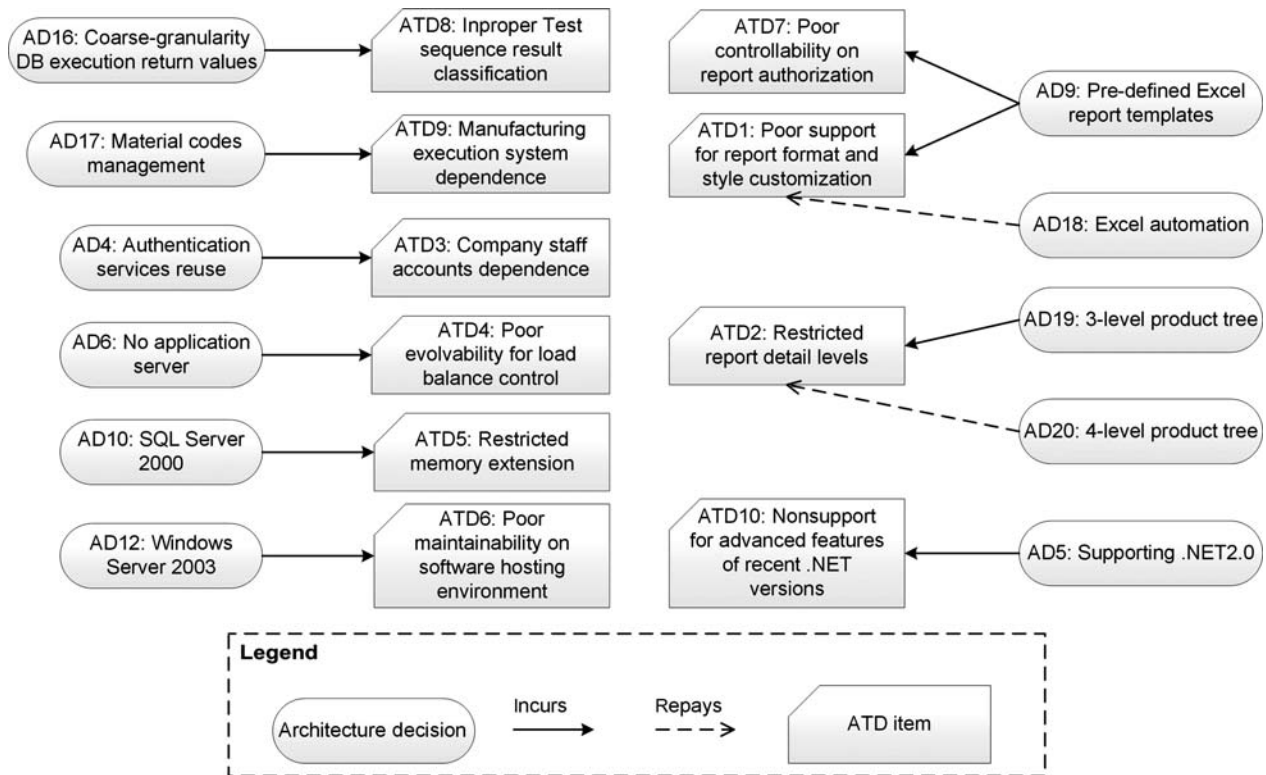 AD16: Coarse-granularity
DB execution return values
ATD8: Inproper Test
sequence result
classification
AD17: Material codes
management
ATD9: Manufacturing
execution system
dependence
AD4: Authentication
services reuse
ATD3: Company staff
accounts dependence
AD6: No application
server
ATD4: Poor
evolvability for load
balance control
AD10: SQL Server
2000
ATD5: Restricted
memory extension
AD12: Windows
Server 2003
ATD6: Poor
maintainability on
software hosting
environment
ATD7: Poor
controllability on
report authorization
AD9: Pre-defined Excel
report templates
ATD1: Poor support
for report format and
style customization
AD18: Excel automation
ATD2: Restricted
report detail levels
AD19: 3-level product tree
AD20: 4-level product tree
ATD10: Nonsupport
for advanced features
of recent .NET
versions
AD5: Supporting .NET2.0
Legend
Architecture decision
Incurs
Repays
ATD item